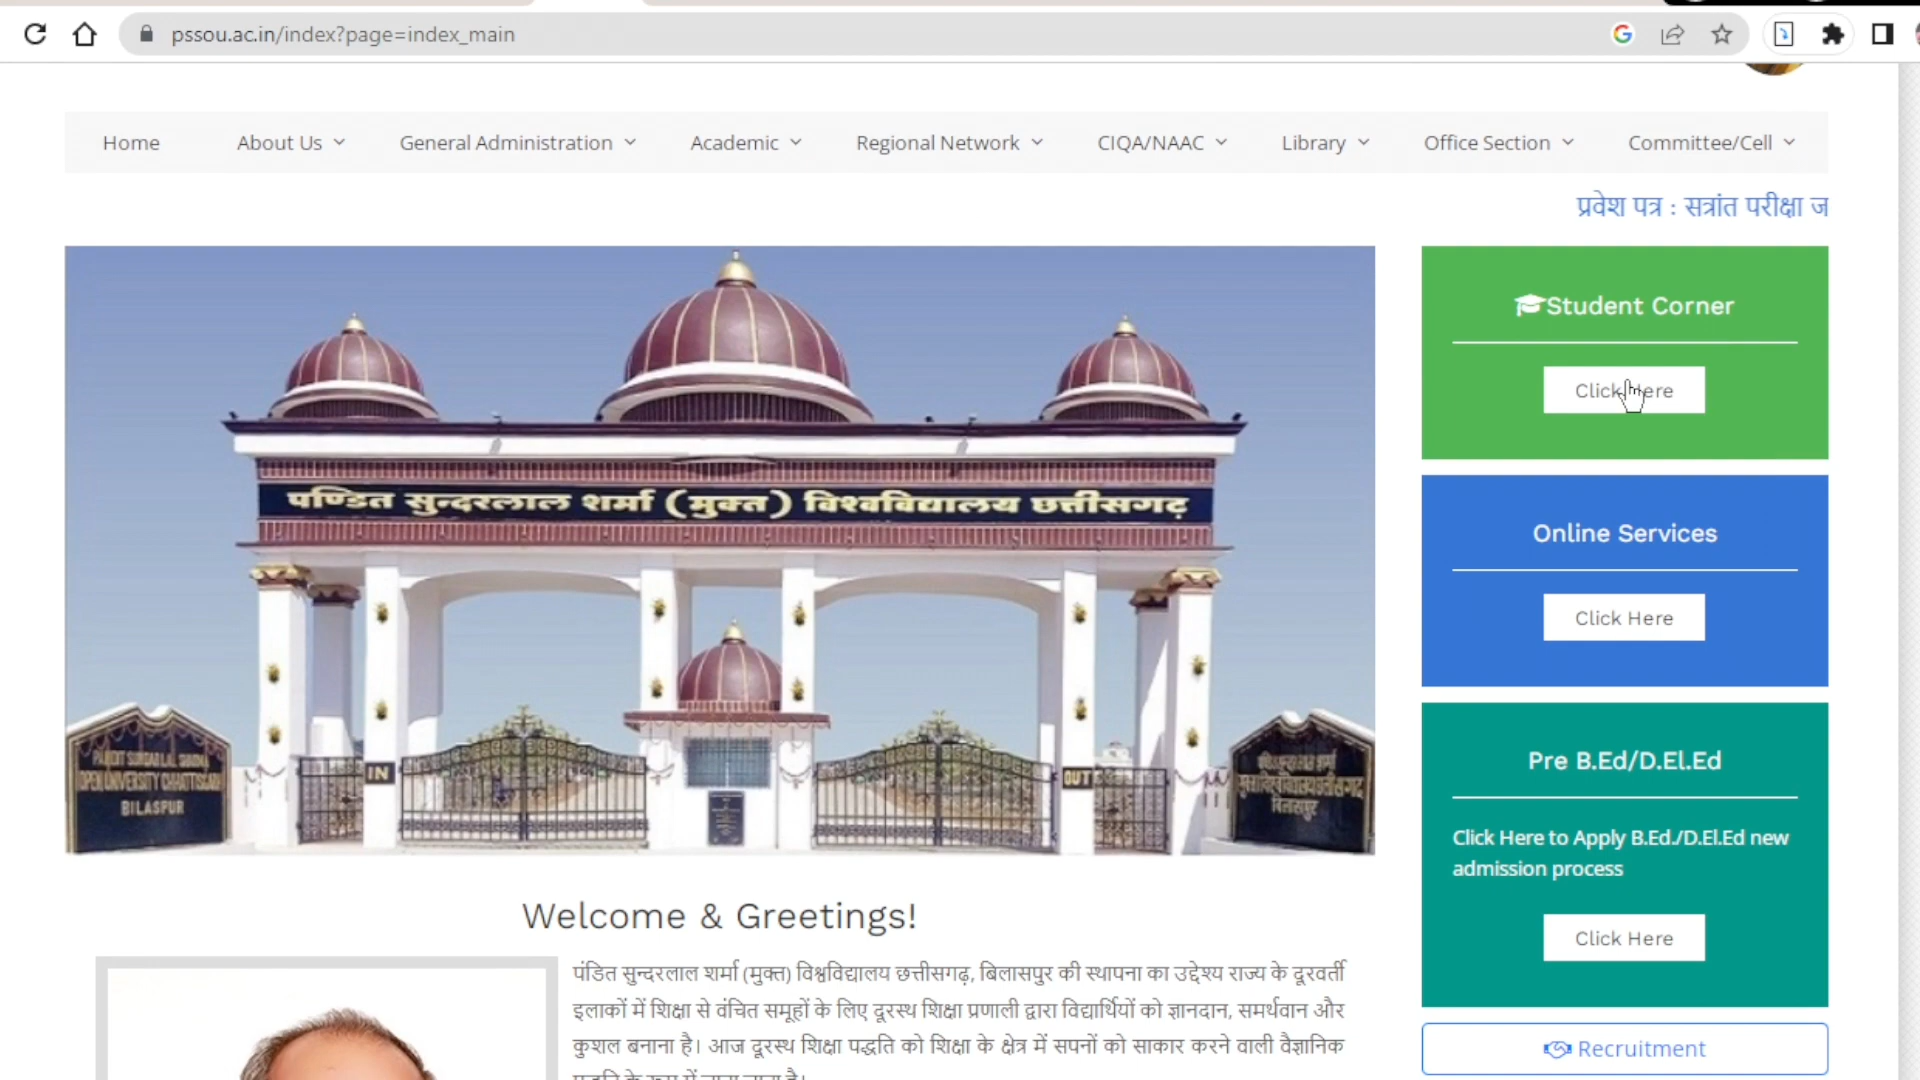 pssou.ac.in/index?page=index_main
Home About Us General Administration Academic Regional Network CIQA/NAAC Library Office Section Committee/Cell
प्रवेश पत्र : सत्रांत परीक्षा ज
पण्डित सुन्दरलाल शर्मा (मुक्त) विश्वविद्यालय छत्तीसगढ़
IN
OUT
OPEN UNIVERSITY CHHATTISGARH
BILASPUR
बिलासपुर
Student Corner
Click Here
Online Services
Click Here
Pre B.Ed/D.El.Ed
Click Here to Apply B.Ed./D.El.Ed new
admission process
Click Here
Recruitment
Welcome & Greetings!
पंडित सुन्दरलाल शर्मा (मुक्त) विश्वविद्यालय छत्तीसगढ़, बिलासपुर की स्थापना का उद्देश्य राज्य के दूरवर्ती
इलाकों में शिक्षा से वंचित समूहों के लिए दूरस्थ शिक्षा प्रणाली द्वारा विद्यार्थियों को ज्ञानदान, समर्थवान और
कुशल बनाना है। आज दूरस्थ शिक्षा पद्धति को शिक्षा के क्षेत्र में सपनों को साकार करने वाली वैज्ञानिक